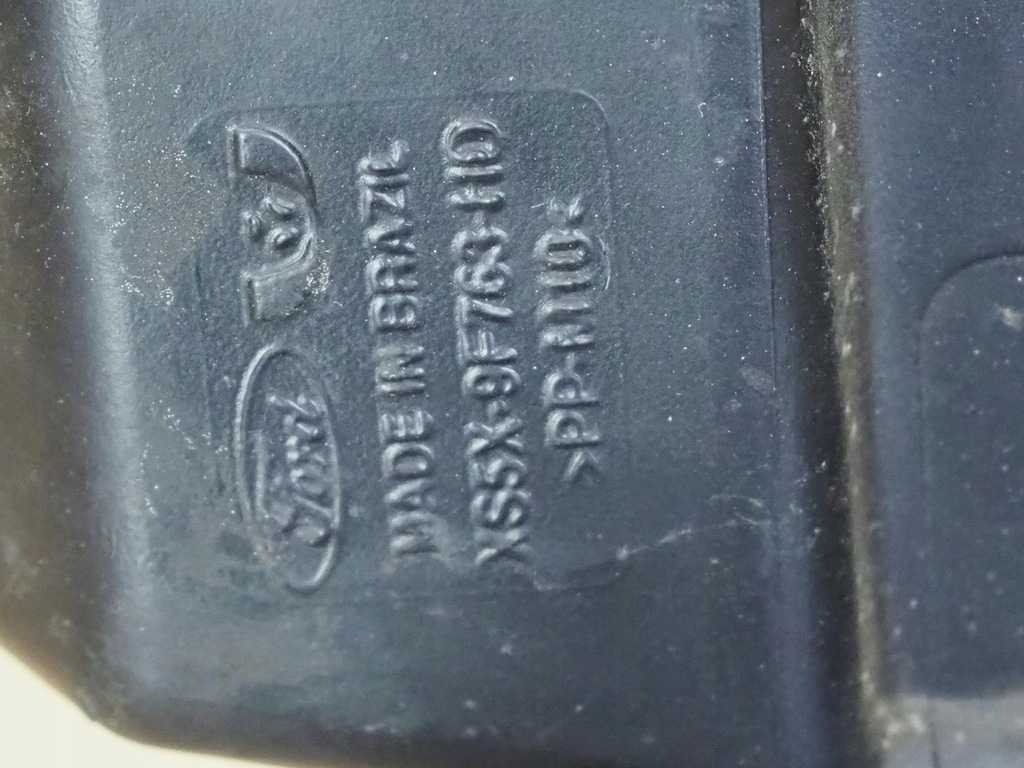 Ford
MADE IN BRAZIL
XS5X-9F763-HD
>PP-M10<